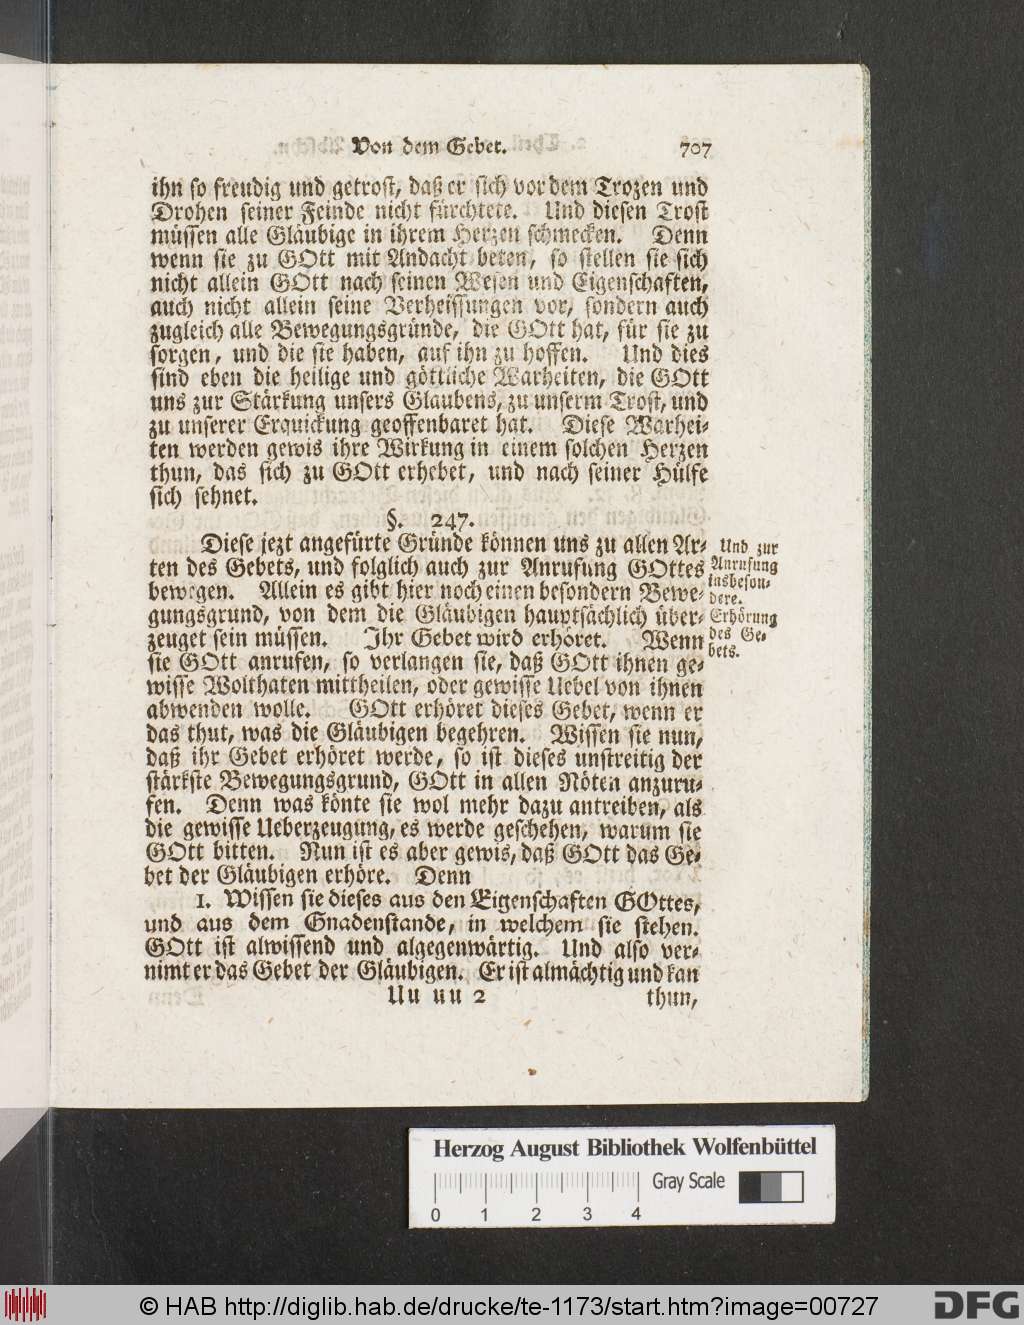 Von dem Gebet. 707
ihn so freudig und getrost, daß er sich vor dem Trozen und
Drohen seiner Feinde nicht fürchtete. Und diesen Trost
müssen alle Gläubige in ihrem Herzen schmecken. Denn
wenn sie zu GOtt mit Andacht beten, so stellen sie sich
nicht allein GOtt nach seinen Wesen und Eigenschaften,
auch nicht allein seine Verheissungen vor, sondern auch
zugleich alle Bewegungsgründe, die GOtt hat, für sie zu
sorgen, und die sie haben, auf ihn zu hoffen. Und dies
sind eben die heilige und göttliche Warheiten, die GOtt
uns zur Stärkung unsers Glaubens, zu unserm Trost, und
zu unserer Erquickung geoffenbaret hat. Diese Warhei-
ten werden gewis ihre Wirkung in einem solchen Herzen
thun, das sich zu GOtt erhebet, und nach seiner Hülfe
sich sehnet.
§. 247.
Diese jezt angefürte Gründe können uns zu allen Ar-
ten des Gebets, und folglich auch zur Anrufung GOttes
bewegen. Allein es gibt hier noch einen besondern Bewe-
gungsgrund, von dem die Gläubigen hauptsächlich über-
zeuget sein müssen. Ihr Gebet wird erhöret. Wenn
sie GOtt anrufen, so verlangen sie, daß GOtt ihnen ge-
wisse Wolthaten mittheilen, oder gewisse Uebel von ihnen
abwenden wolle. GOtt erhöret dieses Gebet, wenn er
das thut, was die Gläubigen begehren. Wissen sie nun,
daß ihr Gebet erhöret werde, so ist dieses unstreitig der
stärkste Bewegungsgrund, GOtt in allen Nöten anzuru-
fen. Denn was könte sie wol mehr dazu antreiben, als
die gewisse Ueberzeugung, es werde geschehen, warum sie
GOtt bitten. Nun ist es aber gewis, daß GOtt das Ge-
bet der Gläubigen erhöre. Denn
1. Wissen sie dieses aus den Eigenschaften GOttes,
und aus dem Gnadenstande, in welchem sie stehen.
GOtt ist alwissend und algegenwärtig. Und also ver-
nimt er das Gebet der Gläubigen. Er ist almächtig und kan
Uu uu 2 thun,
Und zur
Anrufung
insbeson-
dere.
Erhörung
des Ge-
bets.
Herzog August Bibliothek Wolfenbüttel
Gray Scale
0 1 2 3 4
© HAB http://diglib.hab.de/drucke/te-1173/start.htm?image=00727
DFG